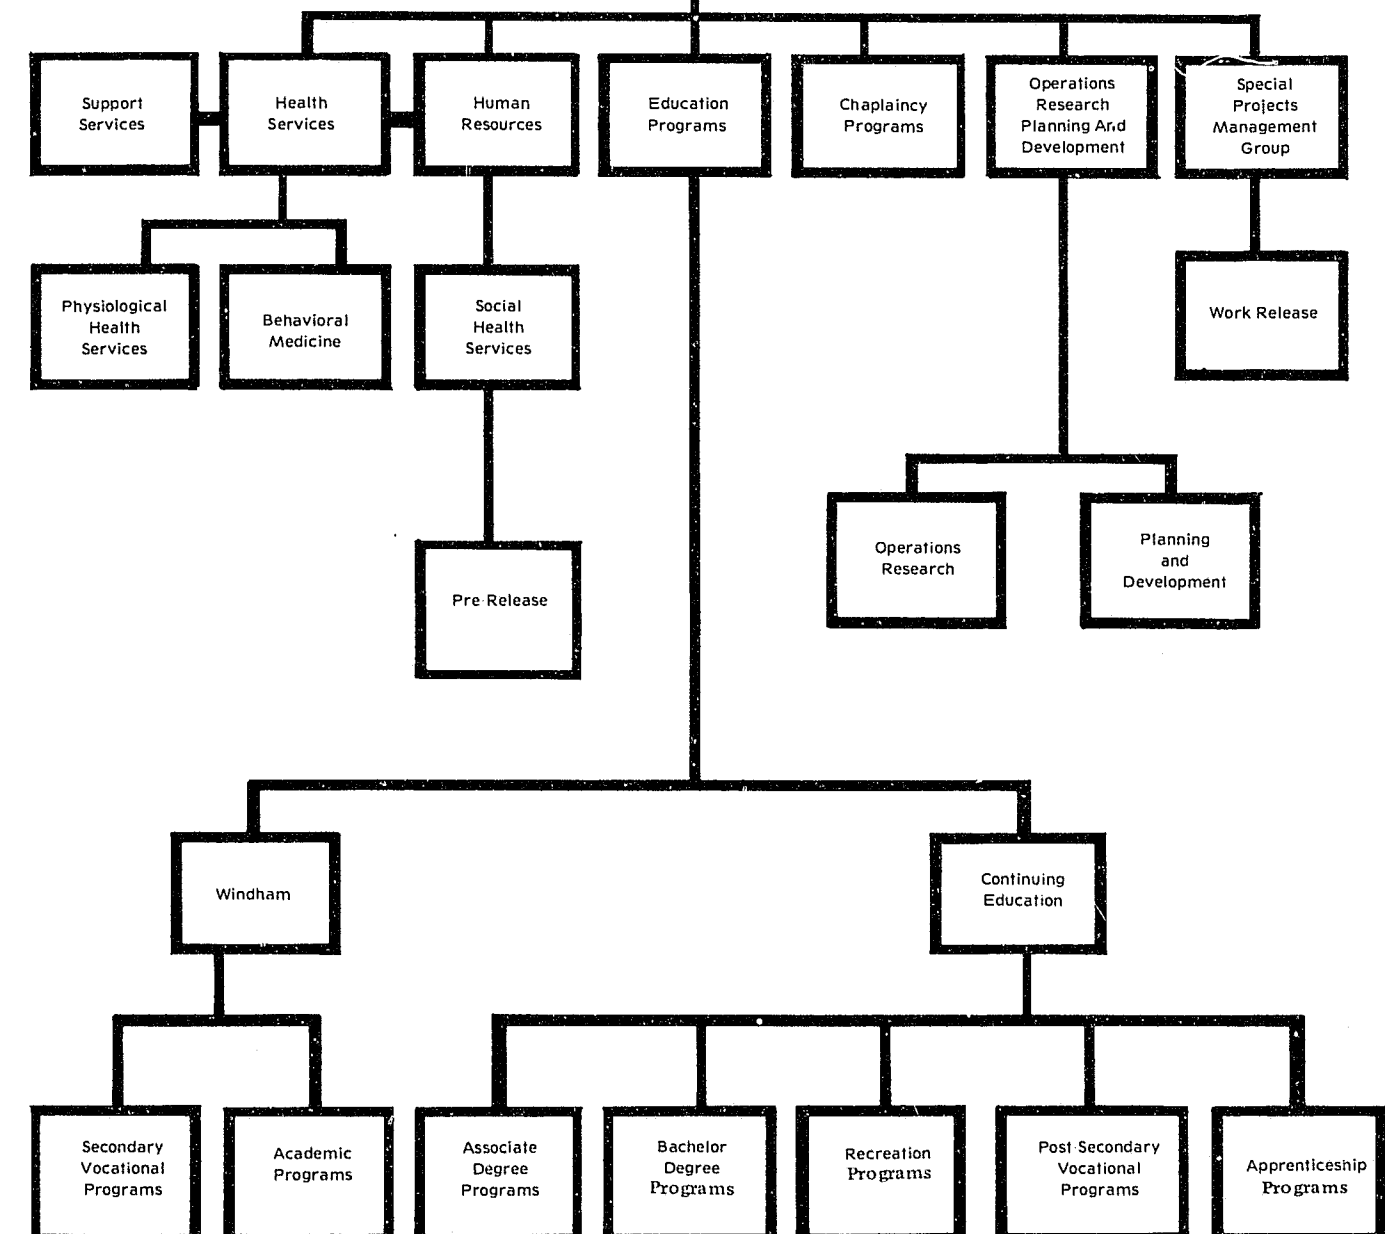 Support
Services
Health
Services
Human
Resources
Education
Programs
Chaplaincy
Programs
Operations
Research
Planning And
Development
Special
Projects
Management
Group
Physiological
Health
Services
Behavioral
Medicine
Social
Health
Services
Work Release
Operations
Research
Planning
and
Development
Pre-Release
Windham
Continuing
Education
Secondary
Vocational
Programs
Academic
Programs
Associate
Degree
Programs
Bachelor
Degree
Programs
Recreation
Programs
Post-Secondary
Vocational
Programs
Apprenticeship
Programs